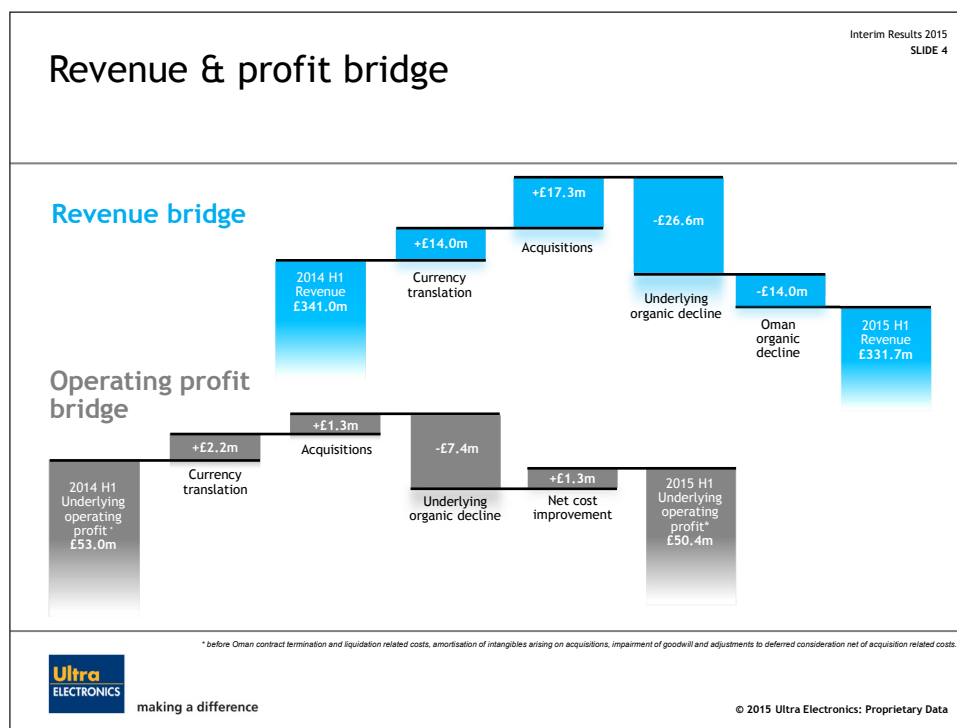 Interim Results 2015
SLIDE 4
Revenue & profit bridge
Revenue bridge
+£17.3m
Acquisitions
+£14.0m
Currency
translation
-£26.6m
Underlying
organic decline
2014 H1
Revenue
£341.0m
-£14.0m
Oman
organic
decline
2015 H1
Revenue
£331.7m
Operating profit
bridge
+£1.3m
Acquisitions
+£2.2m
Currency
translation
-£7.4m
Underlying
organic decline
+£1.3m
Net cost
improvement
2014 H1
Underlying
operating
profit *
£53.0m
2015 H1
Underlying
operating
profit*
£50.4m
* before Oman contract termination and liquidation related costs, amortisation of intangibles arising on acquisitions, impairment of goodwill and adjustments to deferred consideration net of acquisition related costs.
Ultra
ELECTRONICS
making a difference
© 2015 Ultra Electronics: Proprietary Data